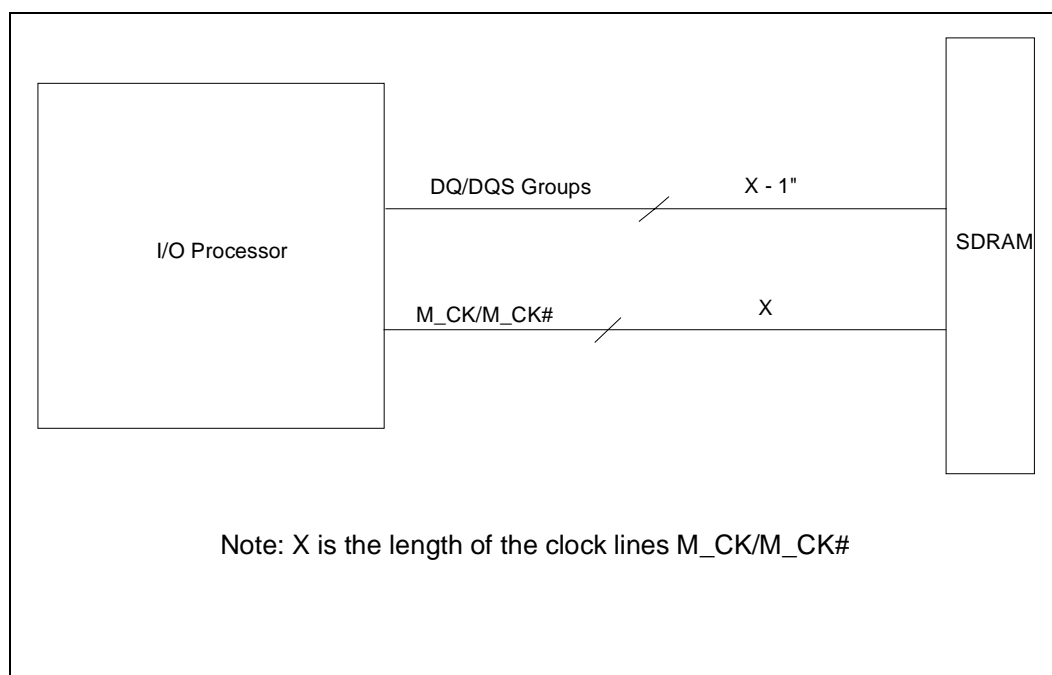 DQ/DQS Groups
X - 1"
I/O Processor
SDRAM
M_CK/M_CK#
X
Note: X is the length of the clock lines M_CK/M_CK#